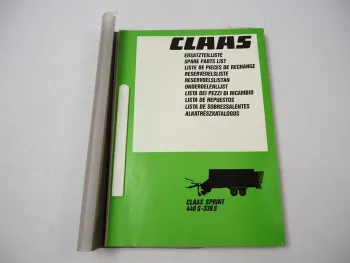 CLAAS
ERSATZTEILLISTE
SPARE PARTS LIST
LISTE DE PIECES DE RECHANGE
RESERVEDELSLISTE
RESERVDELSLISTAN
ONDERDELENLIJST
LISTA DEI PEZZI DI RICAMBIO
LISTA DE REPUESTOS
LISTA DE SOBRESSALENTES
ALKATRÉSZKATALÓGUS
CLAAS SPRINT
440 S-330 S